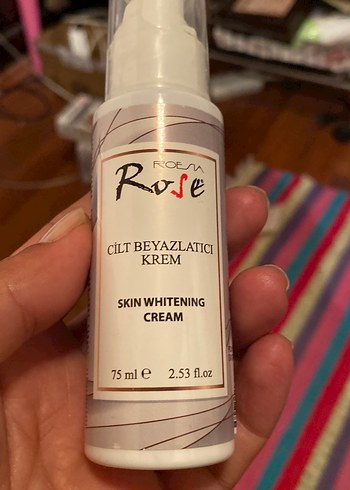 ROESIA
Rose
CİLT BEYAZLATICI
KREM
SKIN WHITENING
CREAM
75 ml ℮ 2.53 fl.oz